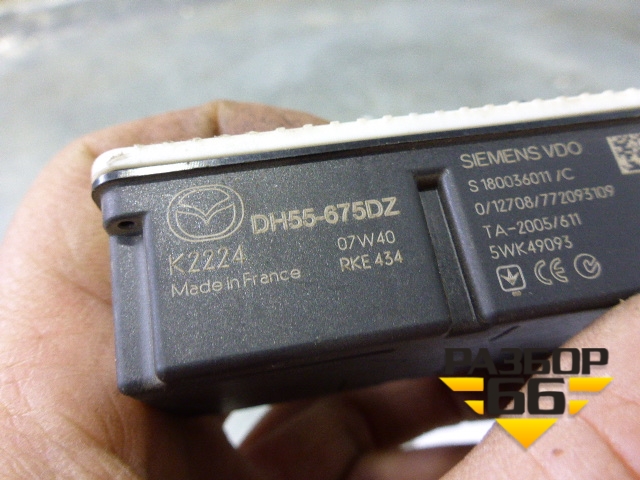 DH55-675DZ
K2224
07W40
Made in France
RKE 434
SIEMENS VDO
S180036011 /C
0/12708/772093109
TA-2005/611
5WK49093
CE
РАЗБОР
66